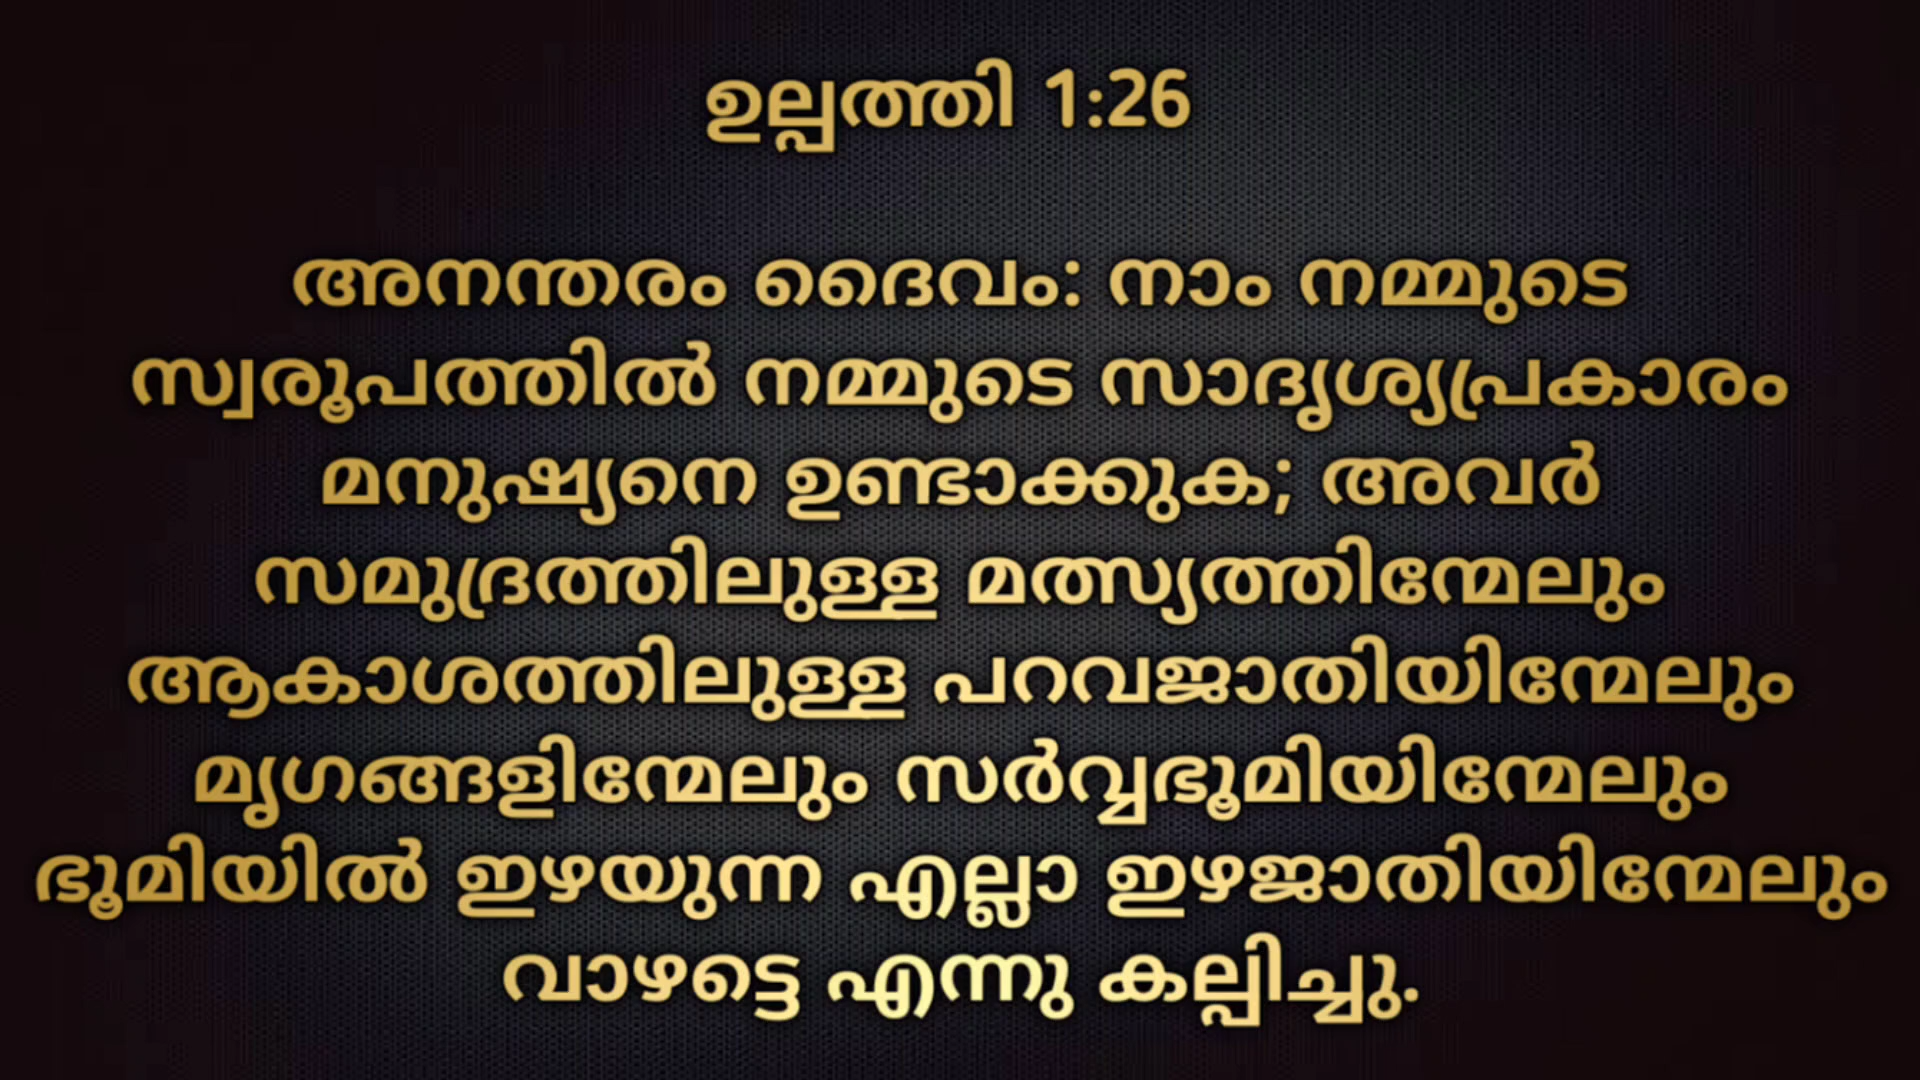 ഉല്പത്തി 1:26
അനന്തരം ദൈവം: നാം നമ്മുടെ
സ്വരൂപത്തിൽ നമ്മുടെ സാദൃശ്യപ്രകാരം
മനുഷ്യനെ ഉണ്ടാക്കുക; അവർ
സമുദ്രത്തിലുള്ള മത്സ്യത്തിന്മേലും
ആകാശത്തിലുള്ള പറവജാതിയിന്മേലും
മൃഗങ്ങളിന്മേലും സർവ്വഭൂമിയിന്മേലും
ഭൂമിയിൽ ഇഴയുന്ന എല്ലാ ഇഴജാതിയിന്മേലും
വാഴട്ടെ എന്നു കല്പിച്ചു.